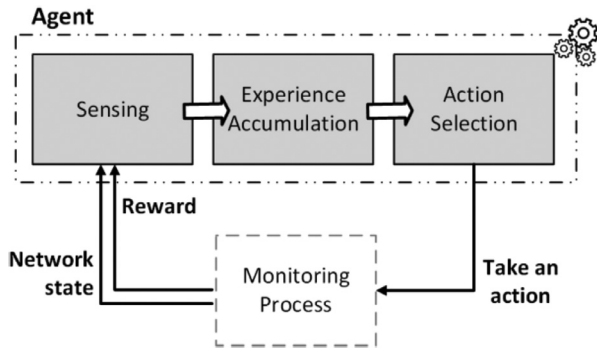 Agent
Sensing
Experience
Accumulation
Action
Selection
Reward
Network
state
Monitoring
Process
Take an
action